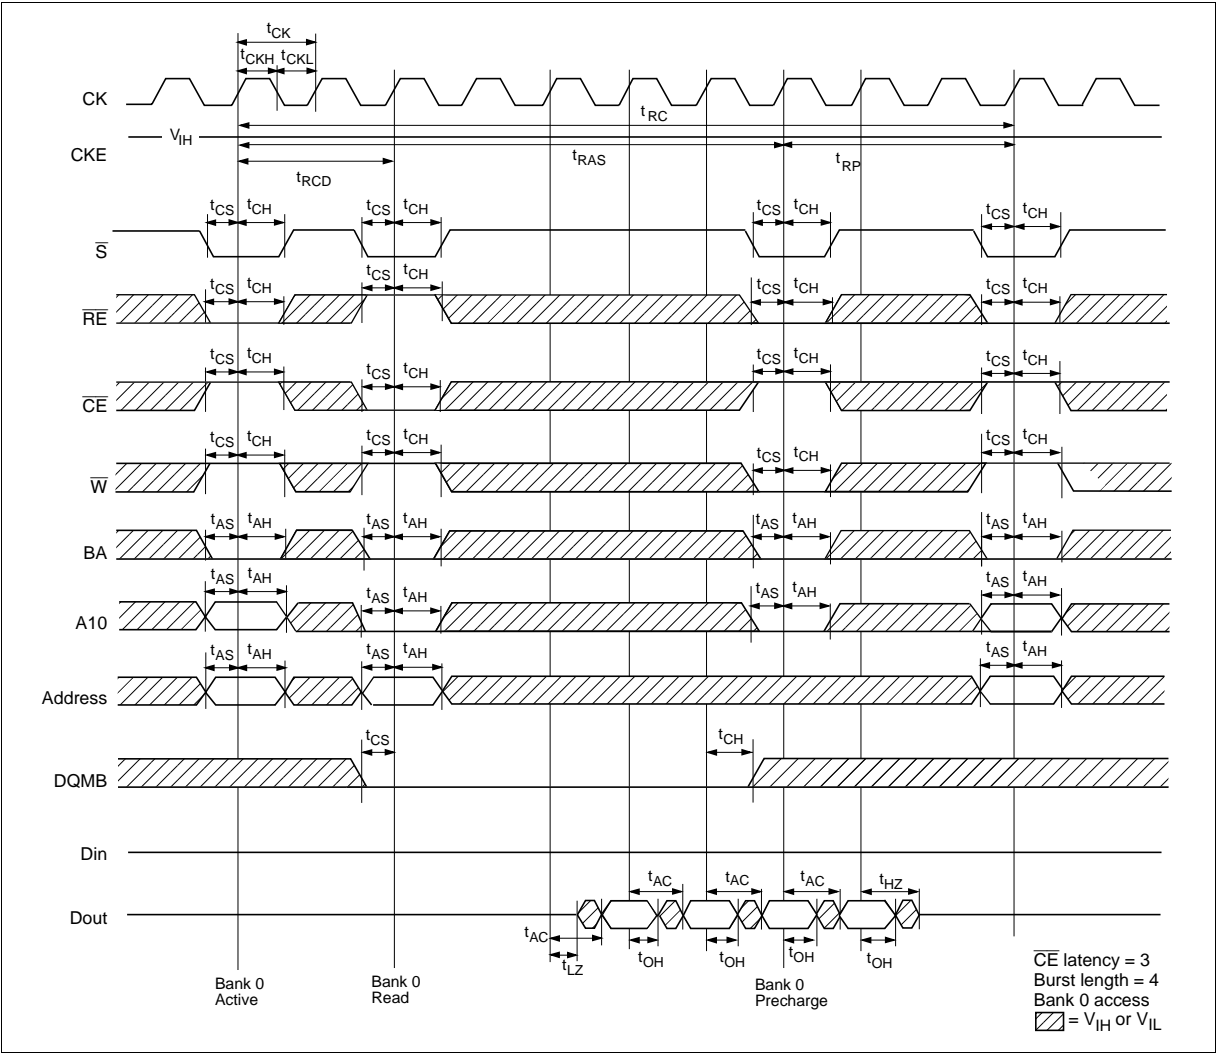 tCK
tCKH tCKL
CK
tRC
VIH
CKE
tRAS
tRP
tRCD
tCS tCH tCS tCH tCS tCH tCS tCH
S
tCS tCH tCS tCH tCS tCH tCS tCH
RE
tCS tCH tCS tCH tCS tCH tCS tCH
CE
tCS tCH tCS tCH tCS tCH tCS tCH
W
tAS tAH tAS tAH tAS tAH tAS tAH
BA
tAS tAH tAS tAH tAS tAH tAS tAH
A10
tAS tAH tAS tAH tAS tAH
Address
tCS tCH
DQMB
Din
tAC tAC tAC tHZ
Dout
tAC
tLZ tOH tOH tOH tOH
Bank 0
Active
Bank 0
Read
Bank 0
Precharge
CE latency = 3
Burst length = 4
Bank 0 access
= VIH or VIL